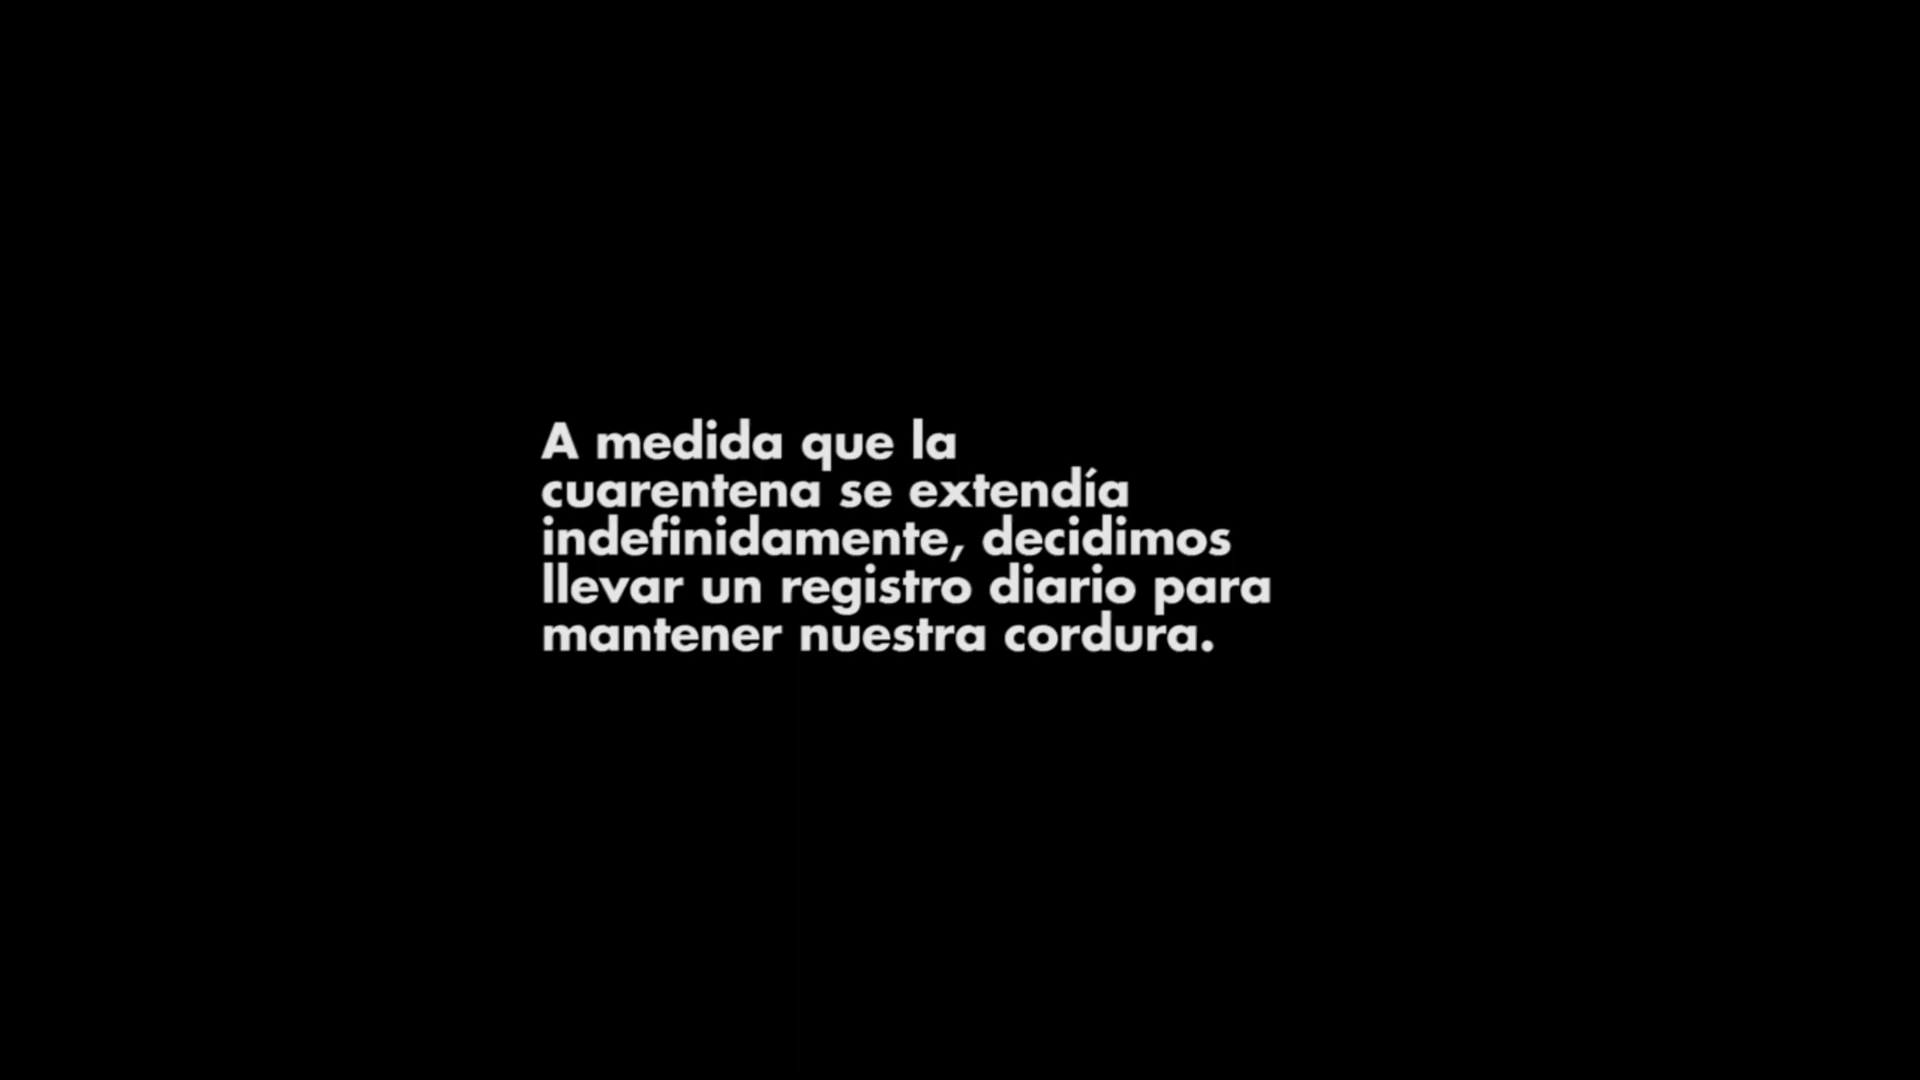 A medida que la
cuarentena se extendía
indefinidamente, decidimos
llevar un registro diario para
mantener nuestra cordura.